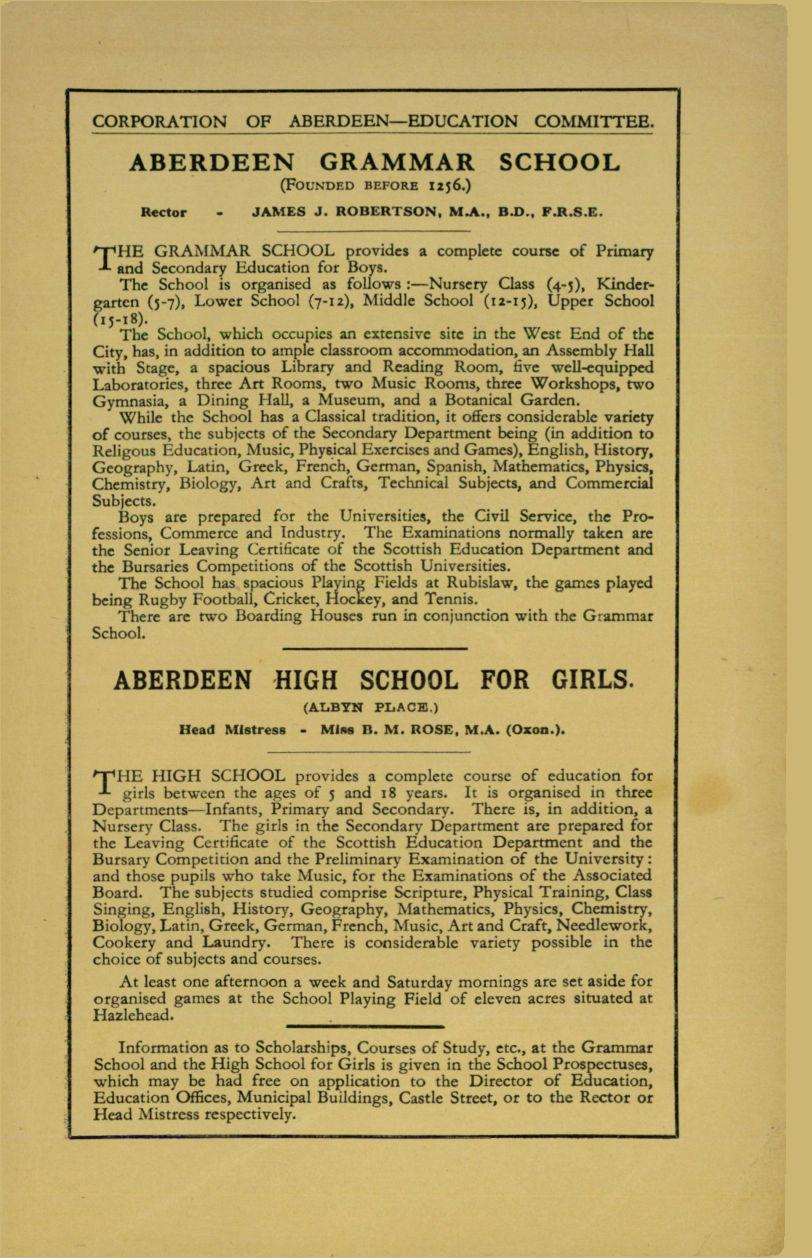 CORPORATION OF ABERDEEN—EDUCATION COMMITTEE.
ABERDEEN GRAMMAR SCHOOL
(FOUNDED BEFORE 1256.)
Rector - JAMES J. ROBERTSON, M.A., B.D., F.R.S.E.
THE GRAMMAR SCHOOL provides a complete course of Primary
and Secondary Education for Boys.
The School is organised as follows :—Nursery Class (4-5), Kinder-
garten (5-7), Lower School (7-12), Middle School (12-15), Upper School
(15-18).
The School, which occupies an extensive site in the West End of the
City, has, in addition to ample classroom accommodation, an Assembly Hall
with Stage, a spacious Library and Reading Room, five well-equipped
Laboratories, three Art Rooms, two Music Rooms, three Workshops, two
Gymnasia, a Dining Hall, a Museum, and a Botanical Garden.
While the School has a Classical tradition, it offers considerable variety
of courses, the subjects of the Secondary Department being (in addition to
Religous Education, Music, Physical Exercises and Games), English, History,
Geography, Latin, Greek, French, German, Spanish, Mathematics, Physics,
Chemistry, Biology, Art and Crafts, Technical Subjects, and Commercial
Subjects.
Boys are prepared for the Universities, the Civil Service, the Pro-
fessions, Commerce and Industry. The Examinations normally taken are
the Senior Leaving Certificate of the Scottish Education Department and
the Bursaries Competitions of the Scottish Universities.
The School has spacious Playing Fields at Rubislaw, the games played
being Rugby Football, Cricket, Hockey, and Tennis.
There are two Boarding Houses run in conjunction with the Grammar
School.
ABERDEEN HIGH SCHOOL FOR GIRLS.
(ALBYN PLACE.)
Head Mistress - Miss B. M. ROSE, M.A. (Oxon.).
THE HIGH SCHOOL provides a complete course of education for
girls between the ages of 5 and 18 years. It is organised in three
Departments—Infants, Primary and Secondary. There is, in addition, a
Nursery Class. The girls in the Secondary Department are prepared for
the Leaving Certificate of the Scottish Education Department and the
Bursary Competition and the Preliminary Examination of the University :
and those pupils who take Music, for the Examinations of the Associated
Board. The subjects studied comprise Scripture, Physical Training, Class
Singing, English, History, Geography, Mathematics, Physics, Chemistry,
Biology, Latin, Greek, German, French, Music, Art and Craft, Needlework,
Cookery and Laundry. There is considerable variety possible in the
choice of subjects and courses.
At least one afternoon a week and Saturday mornings are set aside for
organised games at the School Playing Field of eleven acres situated at
Hazlehead.
Information as to Scholarships, Courses of Study, etc., at the Grammar
School and the High School for Girls is given in the School Prospectuses,
which may be had free on application to the Director of Education,
Education Offices, Municipal Buildings, Castle Street, or to the Rector or
Head Mistress respectively.